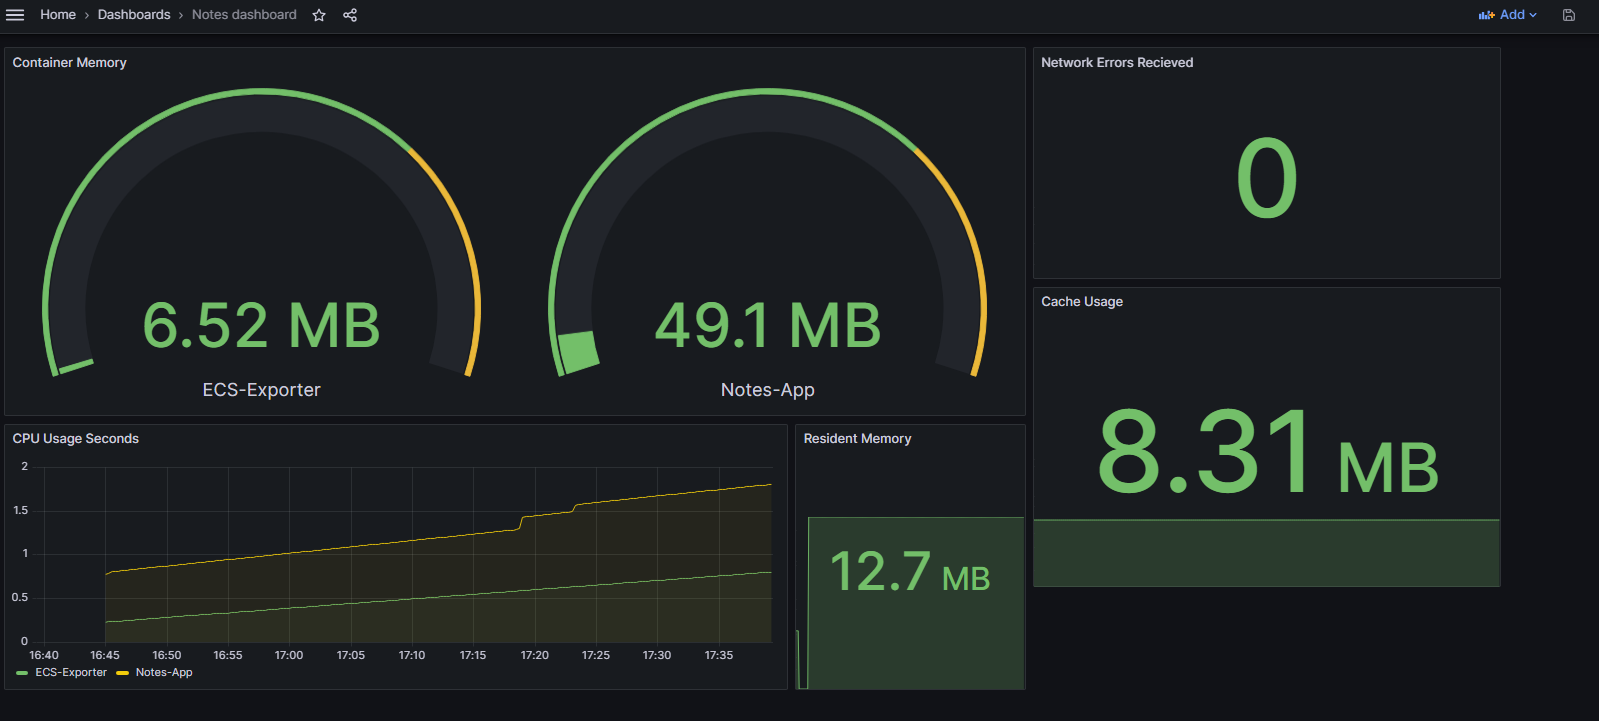 Home › Dashboards › Notes dashboard
Add
Container Memory
6.52 MB
ECS-Exporter
49.1 MB
Notes-App
Network Errors Recieved
0
Cache Usage
8.31 MB
CPU Usage Seconds
2
1.5
1
0.5
0
16:40 16:45 16:50 16:55 17:00 17:05 17:10 17:15 17:20 17:25 17:30 17:35
ECS-Exporter Notes-App
Resident Memory
12.7 MB